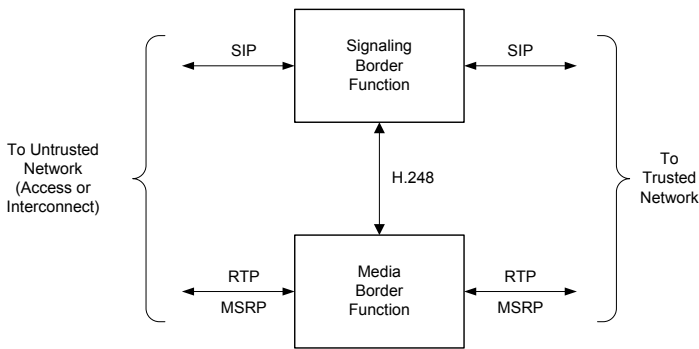 Signaling
Border
Function
SIP
SIP
To Untrusted
Network
(Access or
Interconnect)
H.248
To
Trusted
Network
Media
Border
Function
RTP
MSRP
RTP
MSRP